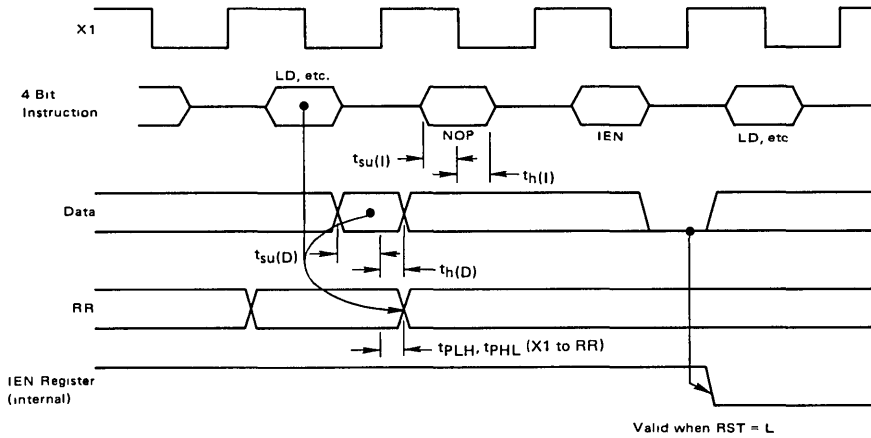 X1
LD, etc.
4 Bit
Instruction
NOP
IEN
LD, etc
tsu(I)
th(I)
Data
tsu(D)
th(D)
RR
tPLH, tPHL (X1 to RR)
IEN Register
(internal)
Valid when RST = L